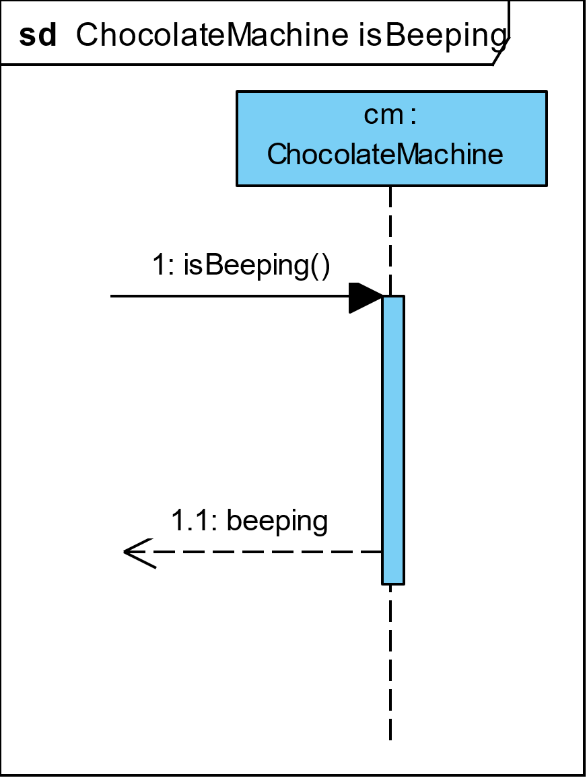 sd ChocolateMachine isBeeping
cm :
ChocolateMachine
1: isBeeping()
1.1: beeping